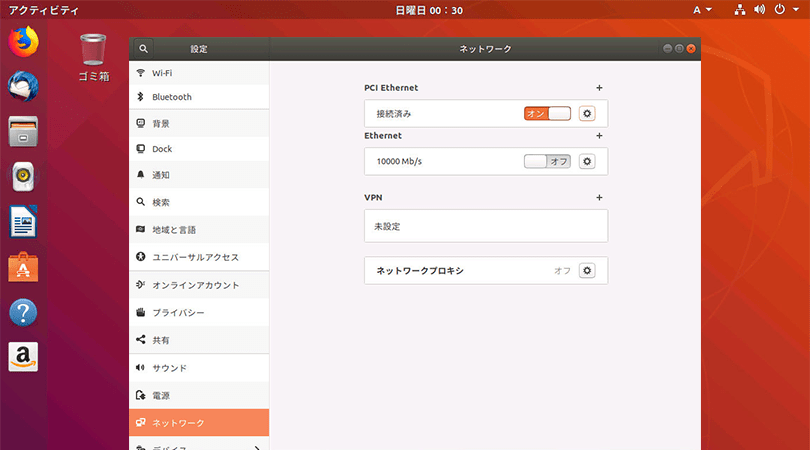 アクティビティ
日曜日 00：30
A
ゴミ箱
設定
ネットワーク
Wi-Fi
Bluetooth
背景
Dock
通知
検索
地域と言語
ユニバーサルアクセス
オンラインアカウント
プライバシー
共有
サウンド
電源
ネットワーク
デバイス
PCI Ethernet
接続済み
オン
Ethernet
10000 Mb/s
オフ
VPN
未設定
ネットワークプロキシ
オフ